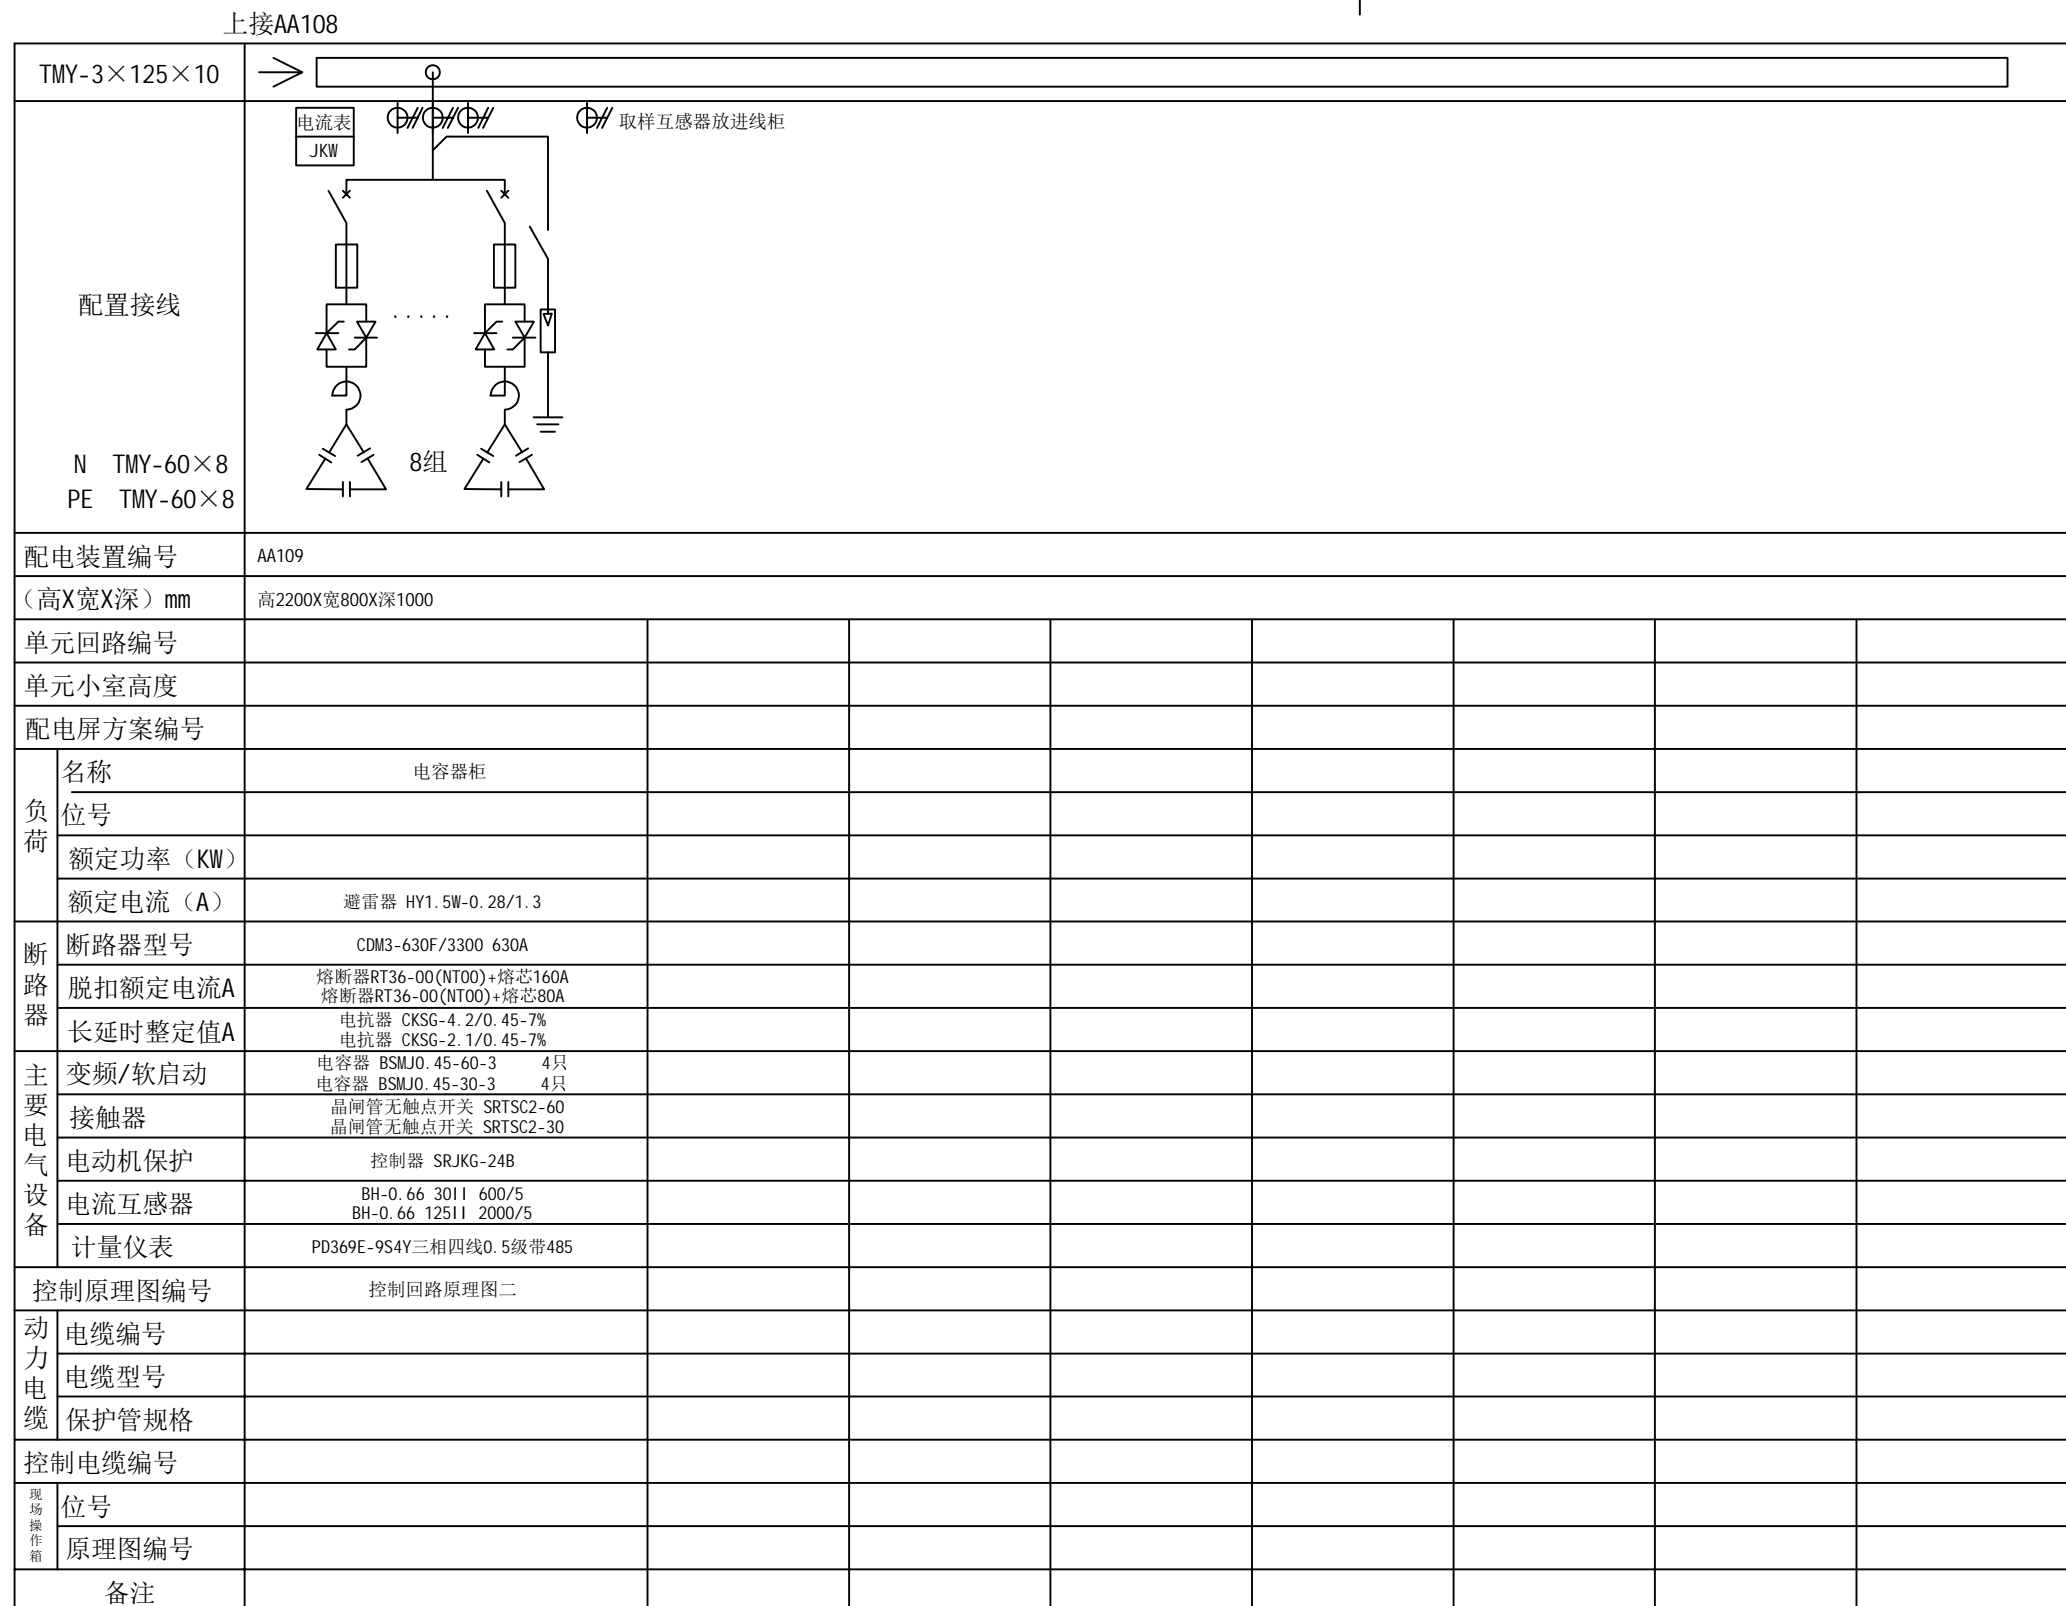 上接AA108
TMY-3×125×10
电流表
JKW
取样互感器放进线柜
配置接线
8组
N TMY-60×8
PE TMY-60×8
配电装置编号 AA109
（高X宽X深）mm 高2200X宽800X深1000
单元回路编号
单元小室高度
配电屏方案编号
负荷
名称 电容器柜
位号
额定功率（KW）
额定电流（A） 避雷器 HY1.5W-0.28/1.3
断路器
断路器型号 CDM3-630F/3300 630A
脱扣额定电流A 熔断器RT36-00(NT00)+熔芯160A
熔断器RT36-00(NT00)+熔芯80A
长延时整定值A 电抗器 CKSG-4.2/0.45-7%
电抗器 CKSG-2.1/0.45-7%
主要电气设备
变频/软启动 电容器 BSMJ0.45-60-3 4只
电容器 BSMJ0.45-30-3 4只
接触器 晶闸管无触点开关 SRTSC2-60
晶闸管无触点开关 SRTSC2-30
电动机保护 控制器 SRJKG-24B
电流互感器 BH-0.66 30II 600/5
BH-0.66 125II 2000/5
计量仪表 PD369E-9S4Y三相四线0.5级带485
控制原理图编号 控制回路原理图二
动力电缆
电缆编号
电缆型号
保护管规格
控制电缆编号
现场操作箱
位号
原理图编号
备注